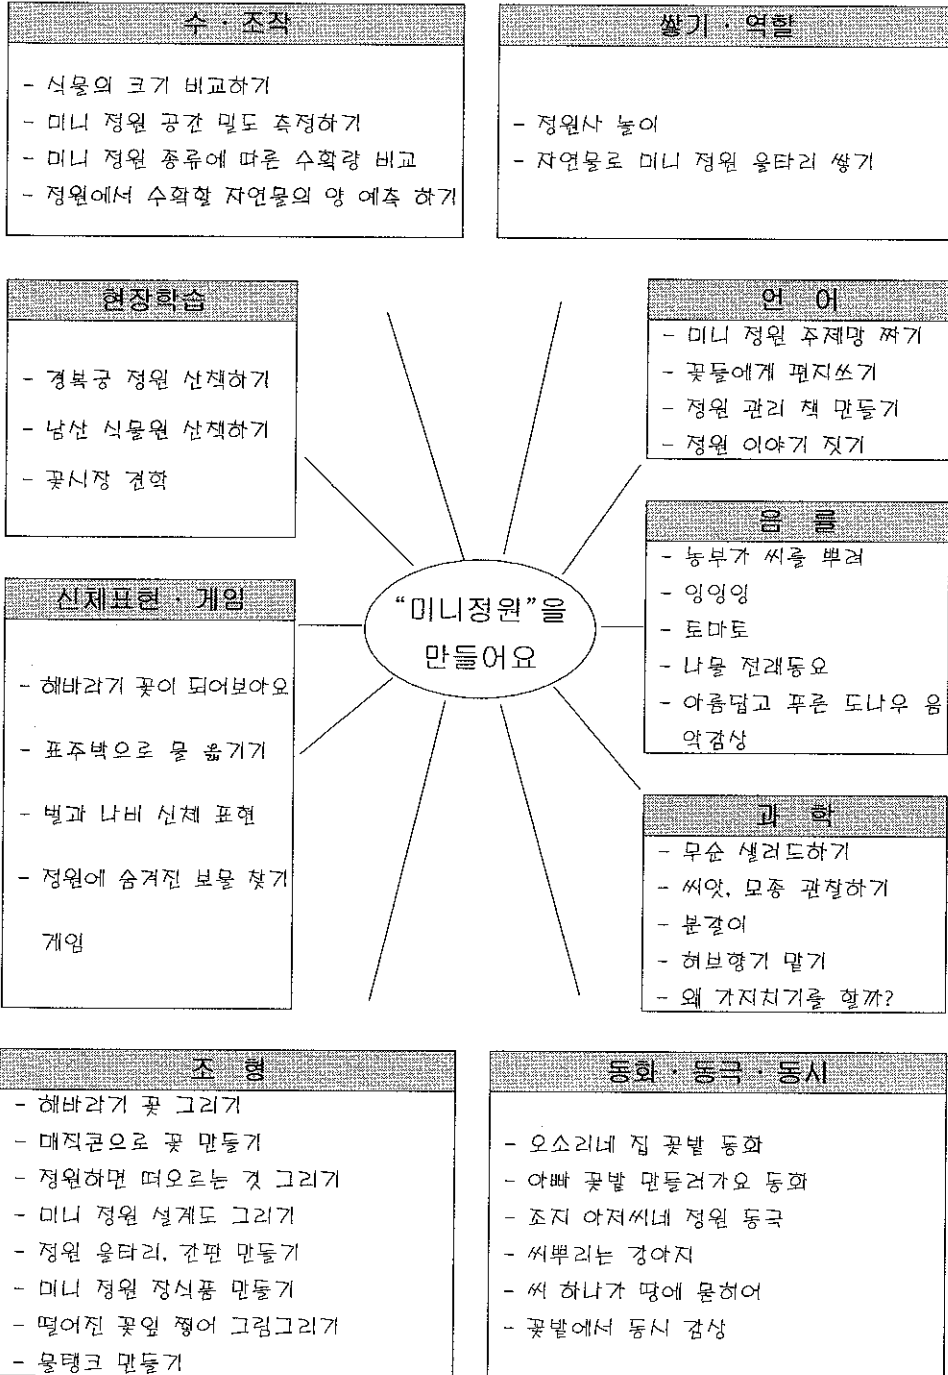 수 · 조작
- 식물의 크기 비교하기
- 미니 정원 공간 밀도 측정하기
- 미니 정원 종류에 따른 수확량 비교
- 정원에서 수확할 자연물의 양 예측 하기
쌓기 · 역할
- 정원사 놀이
- 자연물로 미니 정원 울타리 쌓기
현장학습
- 경복궁 정원 산책하기
- 남산 식물원 산책하기
- 꽃시장 견학
언 어
- 미니 정원 주제망 짜기
- 꽃들에게 편지쓰기
- 정원 관리 책 만들기
- 정원 이야기 짓기
음 률
- 농부가 씨를 뿌려
- 잉잉잉
- 토마토
- 나물 전래동요
- 아름답고 푸른 도나우 음
악감상
신체표현 · 게임
- 해바라기 꽃이 되어보아요
- 표주박으로 물 옮기기
- 벌과 나비 신체 표현
- 정원에 숨겨진 보물 찾기
게임
“미니정원”을
만들어요
과 학
- 무순 샐러드하기
- 씨앗, 모종 관찰하기
- 분갈이
- 허브향기 맡기
- 왜 가지치기를 할까?
조 형
- 해바라기 꽃 그리기
- 매직콘으로 꽃 만들기
- 정원하면 떠오르는 것 그리기
- 미니 정원 설계도 그리기
- 정원 울타리, 간판 만들기
- 미니 정원 장식품 만들기
- 떨어진 꽃잎 찧어 그림그리기
- 물탱크 만들기
동화 · 동극 · 동시
- 오소리네 집 꽃밭 동화
- 아빠 꽃밭 만들러가요 동화
- 조지 아저씨네 정원 동극
- 씨뿌리는 강아지
- 씨 하나가 땅에 묻히어
- 꽃밭에서 동시 감상